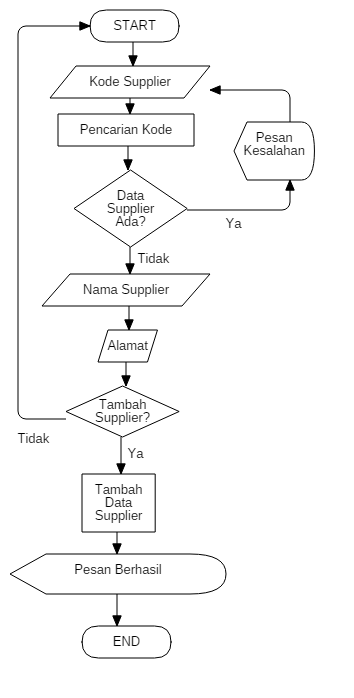 START
Kode Supplier
Pencarian Kode
Pesan
Kesalahan
Data
Supplier
Ada?
Ya
Tidak
Nama Supplier
Alamat
Tambah
Supplier?
Tidak
Ya
Tambah
Data
Supplier
Pesan Berhasil
END